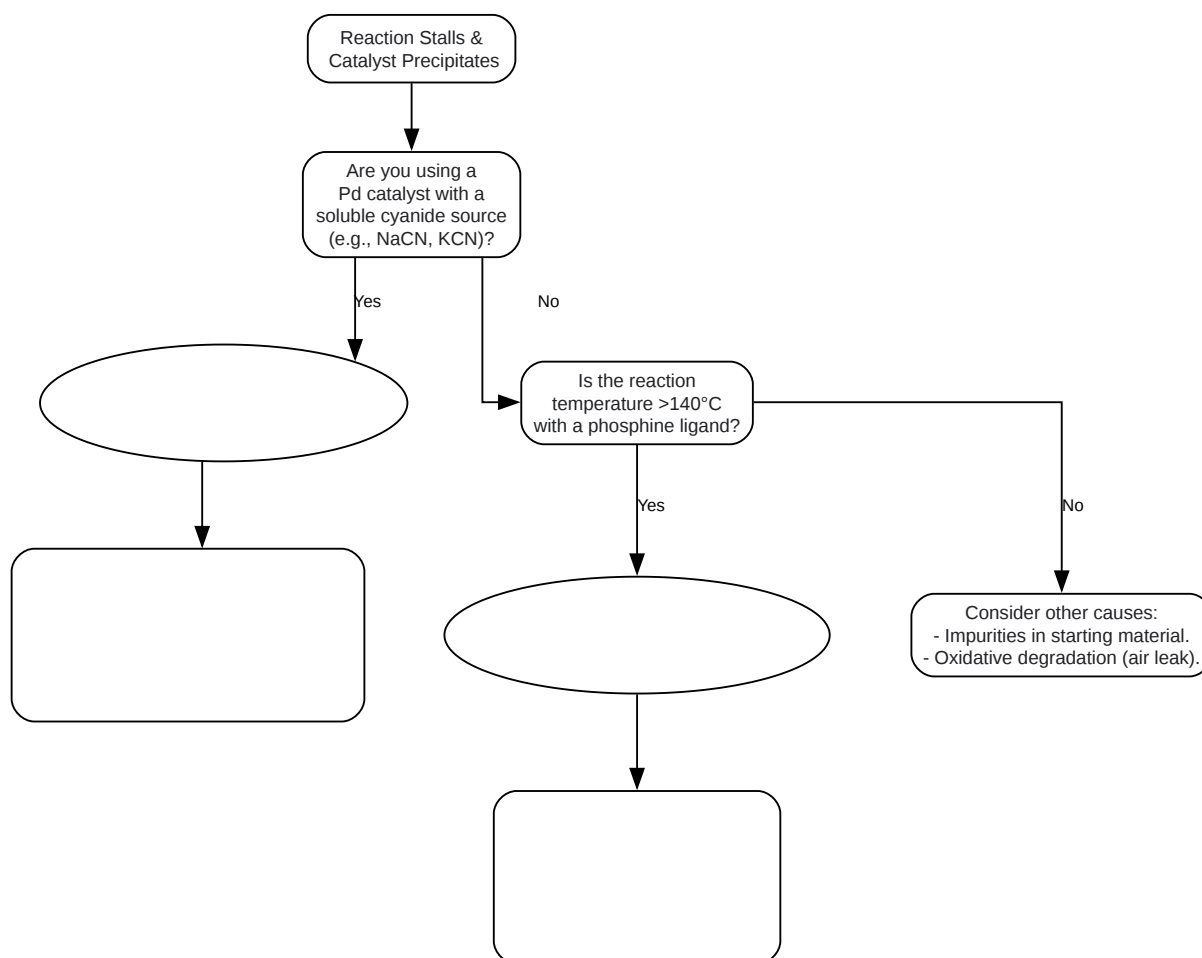 Reaction Stalls &
Catalyst Precipitates
Are you using a
Pd catalyst with a
soluble cyanide source
(e.g., NaCN, KCN)?
Yes
No
Is the reaction
temperature >140°C
with a phosphine ligand?
Yes
No
Consider other causes:
- Impurities in starting material.
- Oxidative degradation (air leak).